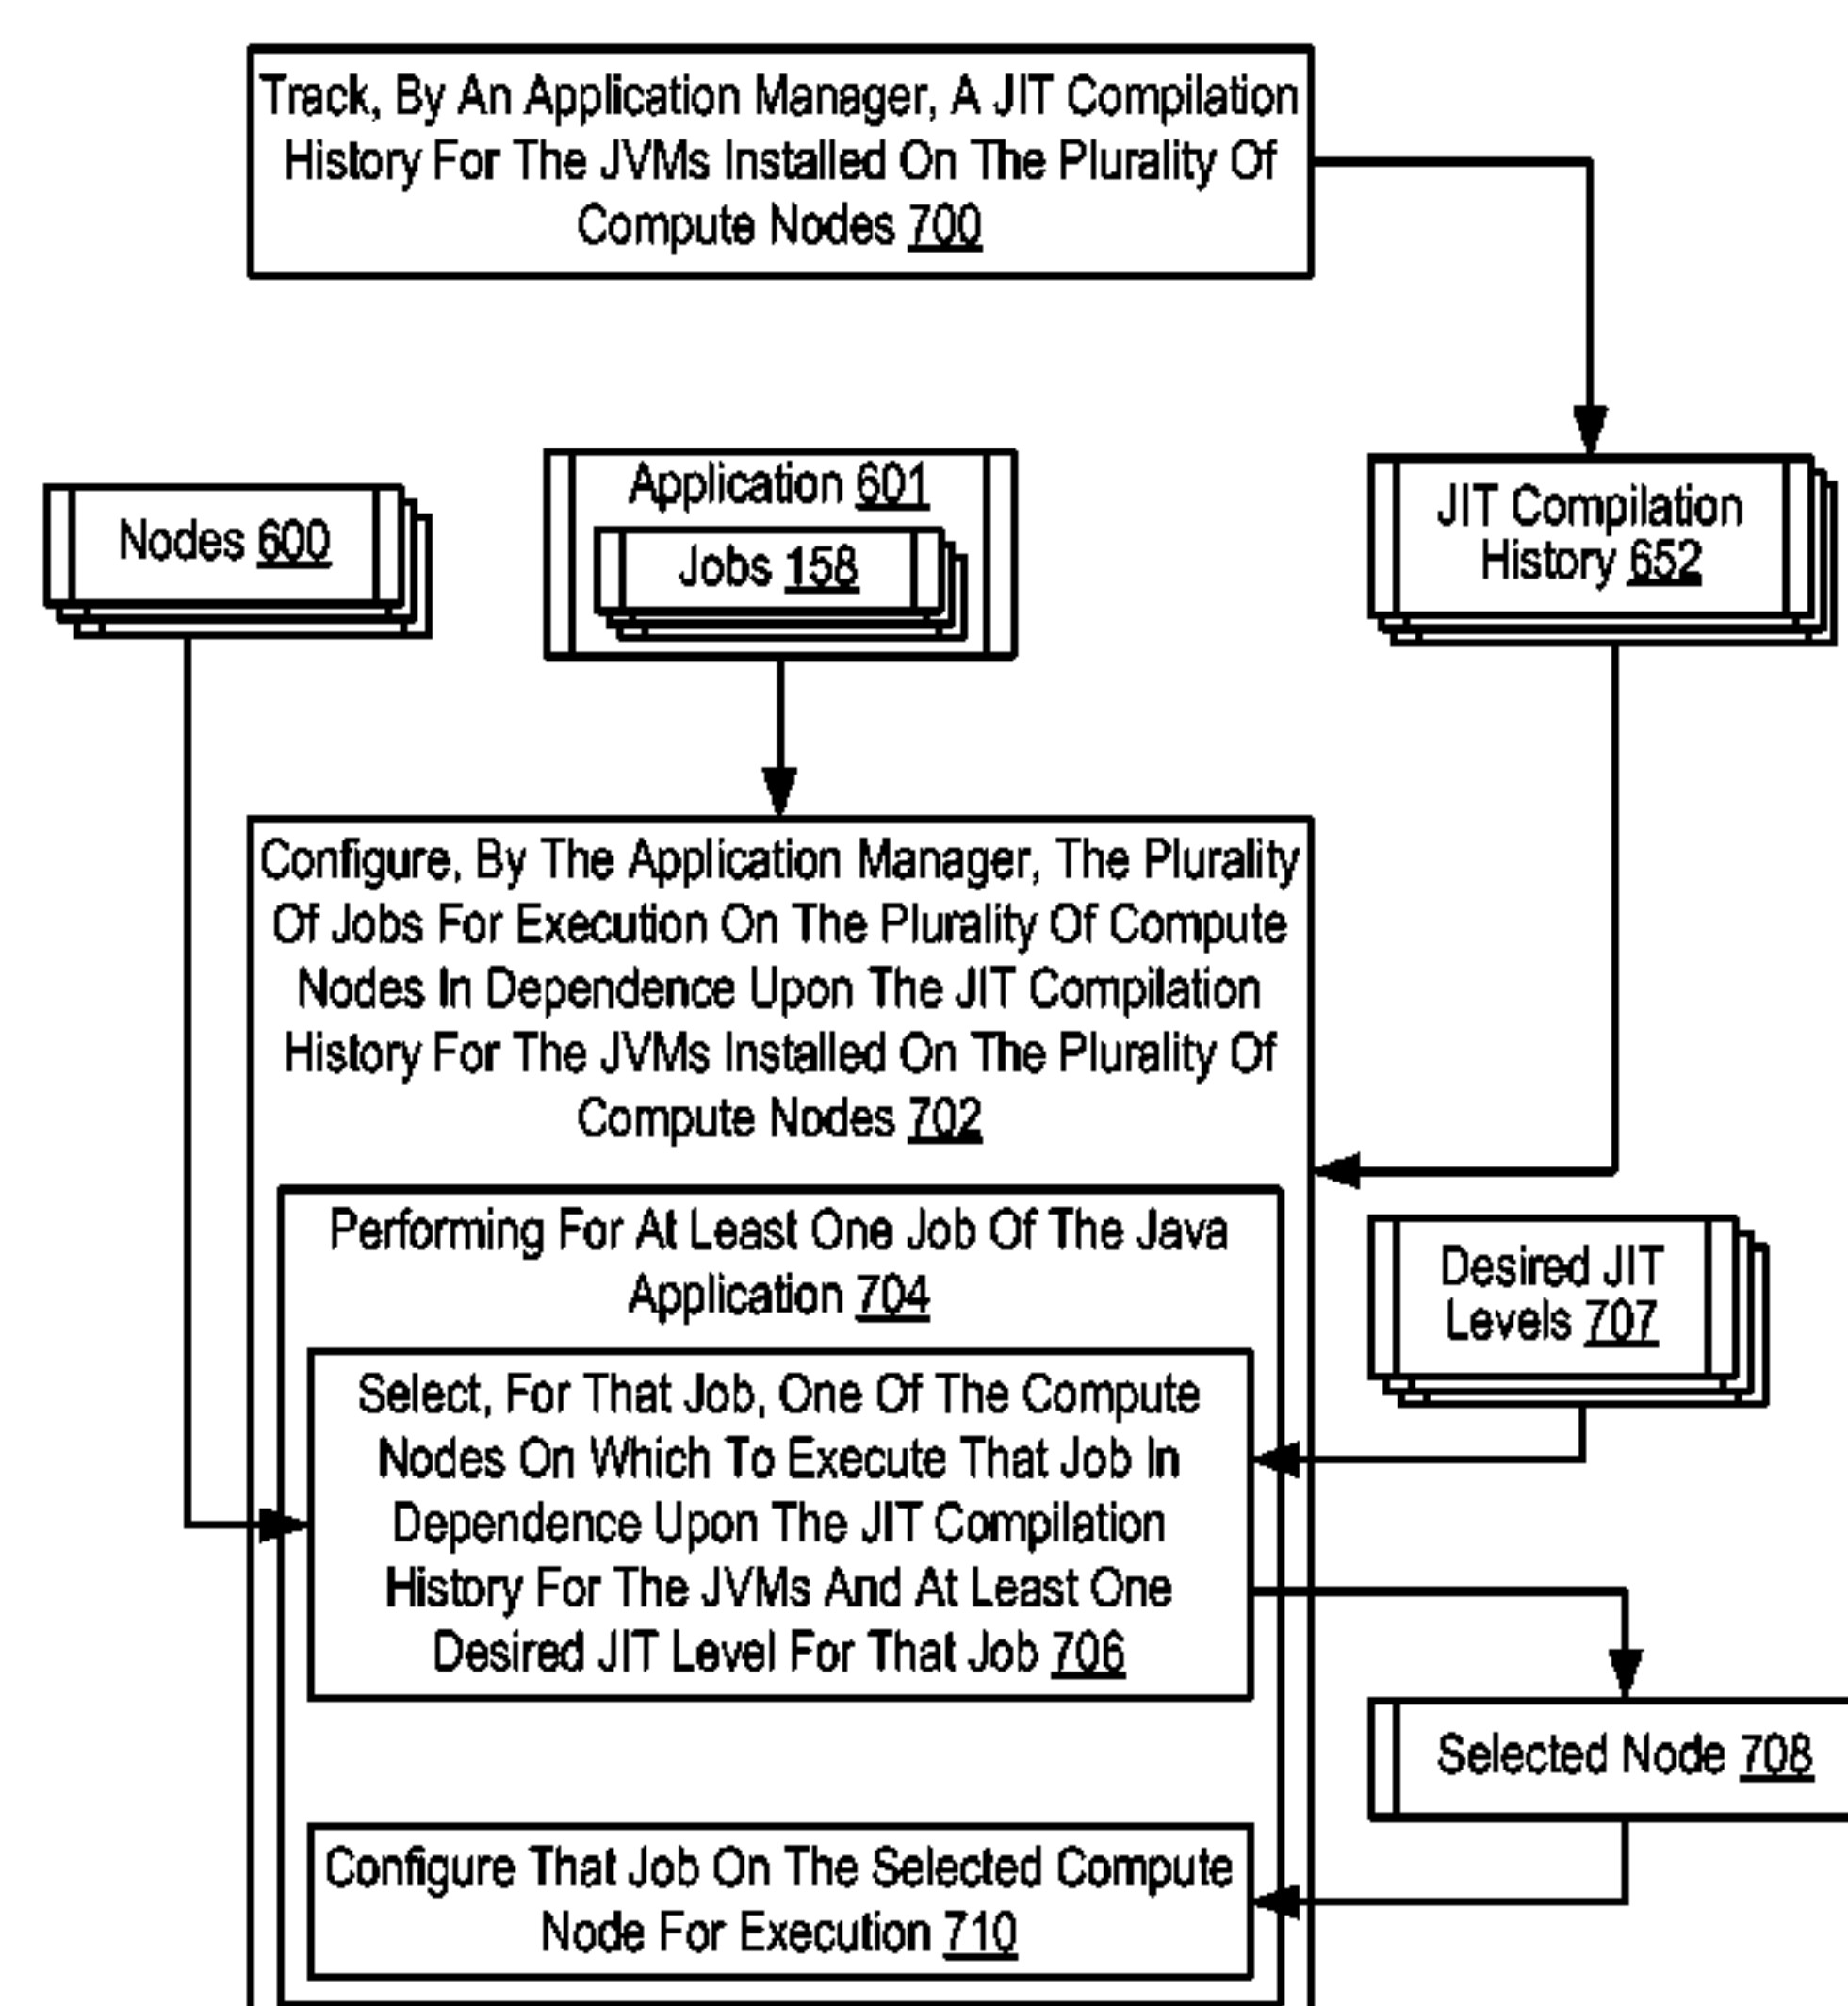 Track, By An Application Manager, A JIT Compilation
History For The JVMs Installed On The Plurality Of
Compute Nodes 700
Nodes 600
Application 601
Jobs 158
JIT Compilation
History 652
Configure, By The Application Manager, The Plurality
Of Jobs For Execution On The Plurality Of Compute
Nodes In Dependence Upon The JIT Compilation
History For The JVMs Installed On The Plurality Of
Compute Nodes 702
Performing For At Least One Job Of The Java
Application 704
Desired JIT
Levels 707
Select, For That Job, One Of The Compute
Nodes On Which To Execute That Job In
Dependence Upon The JIT Compilation
History For The JVMs And At Least One
Desired JIT Level For That Job 706
Selected Node 708
Configure That Job On The Selected Compute
Node For Execution 710